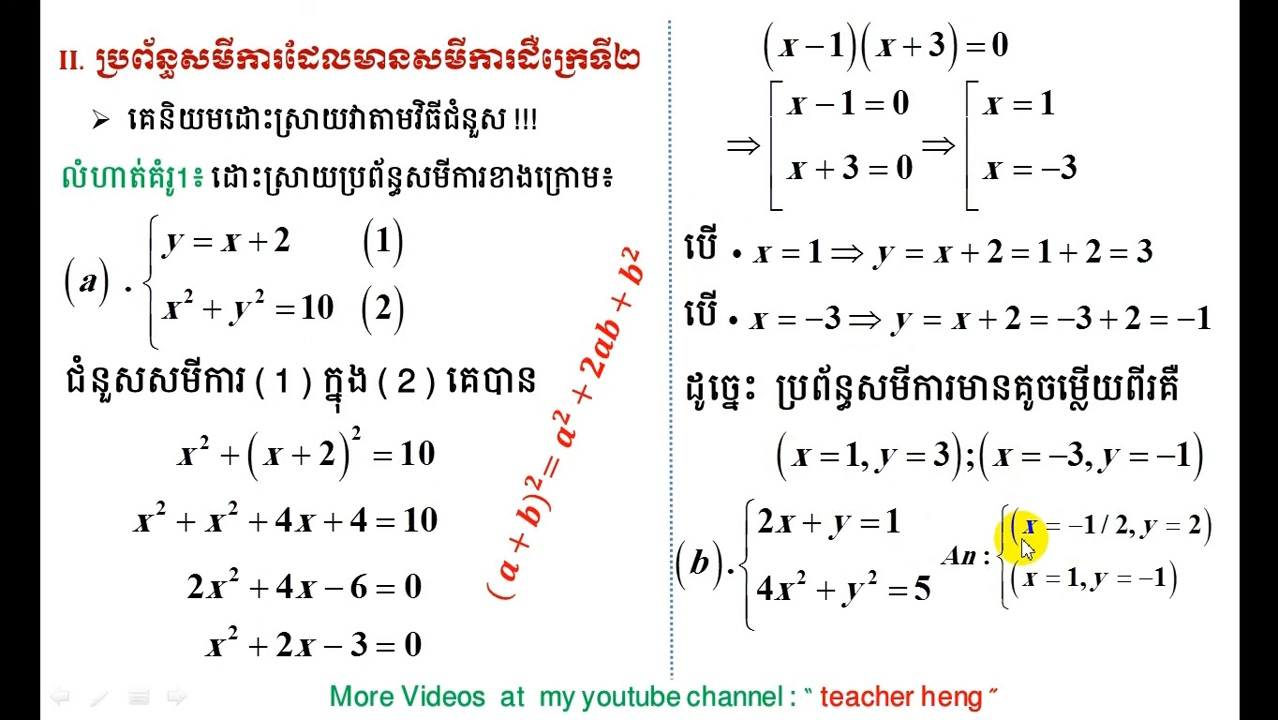 II. ប្រព័ន្ធសមីការដែលមានសមីការដឺក្រេទី២
➢ គេនិយមដោះស្រាយវាតាមវិធីជំនួស !!!
លំហាត់គំរូ1៖ ដោះស្រាយប្រព័ន្ធសមីការខាងក្រោម៖
(a) . { y = x + 2 (1)
x² + y² = 10 (2)
ជំនួសសមីការ ( 1 ) ក្នុង ( 2 ) គេបាន
x² + (x + 2)² = 10
x² + x² + 4x + 4 = 10
2x² + 4x − 6 = 0
x² + 2x − 3 = 0
(a + b)² = a² + 2ab + b²
(x − 1)(x + 3) = 0
⇒ [ x − 1 = 0 ⇒ [ x = 1
x + 3 = 0 x = −3
បើ • x = 1 ⇒ y = x + 2 = 1 + 2 = 3
បើ • x = −3 ⇒ y = x + 2 = −3 + 2 = −1
ដូច្នេះ ប្រព័ន្ធសមីការមានគូចម្លើយពីរគឺ
(x = 1, y = 3);(x = −3, y = −1)
(b). { 2x + y = 1
4x² + y² = 5
An : { (x = −1 / 2, y = 2)
(x = 1, y = −1)
More Videos at my youtube channel : “ teacher heng ”